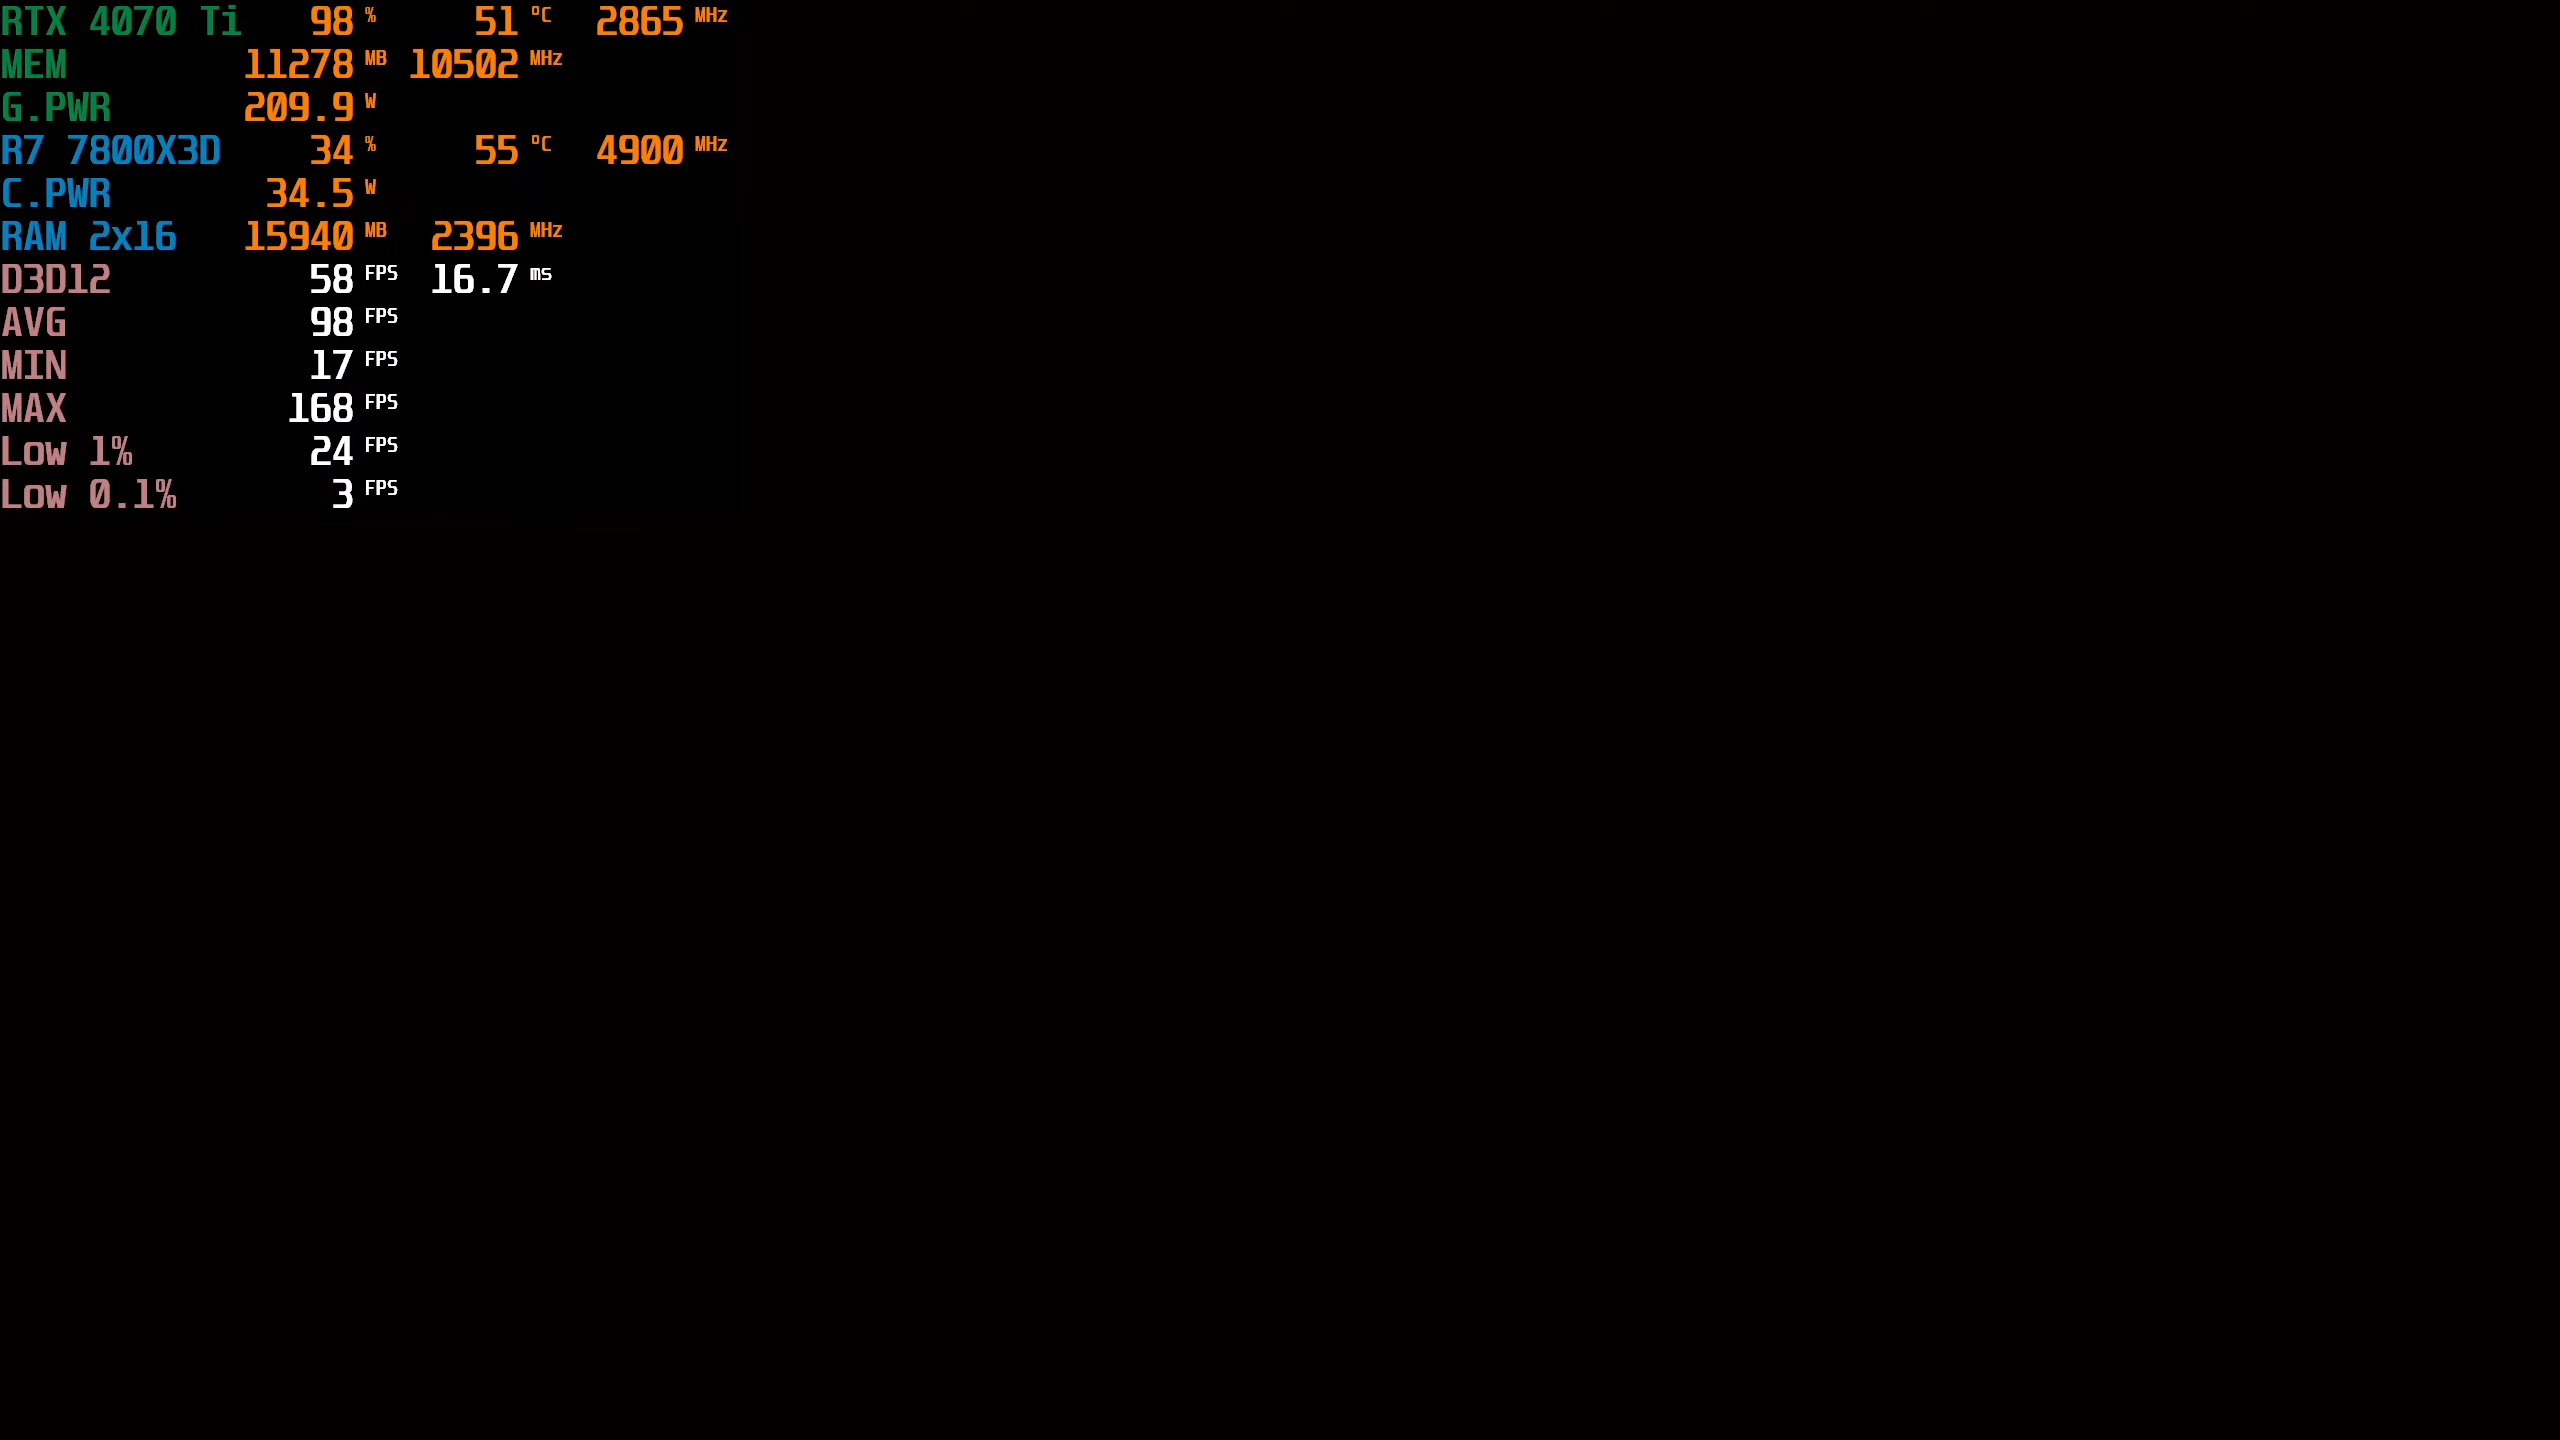 RTX 4070 Ti 98 % 51 °C 2865 MHz
MEM 11278 MB 10502 MHz
G.PWR 209.9 W
R7 7800X3D 34 % 55 °C 4900 MHz
C.PWR 34.5 W
RAM 2x16 15940 MB 2396 MHz
D3D12 58 FPS 16.7 ms
AVG 98 FPS
MIN 17 FPS
MAX 168 FPS
Low 1% 24 FPS
Low 0.1% 3 FPS